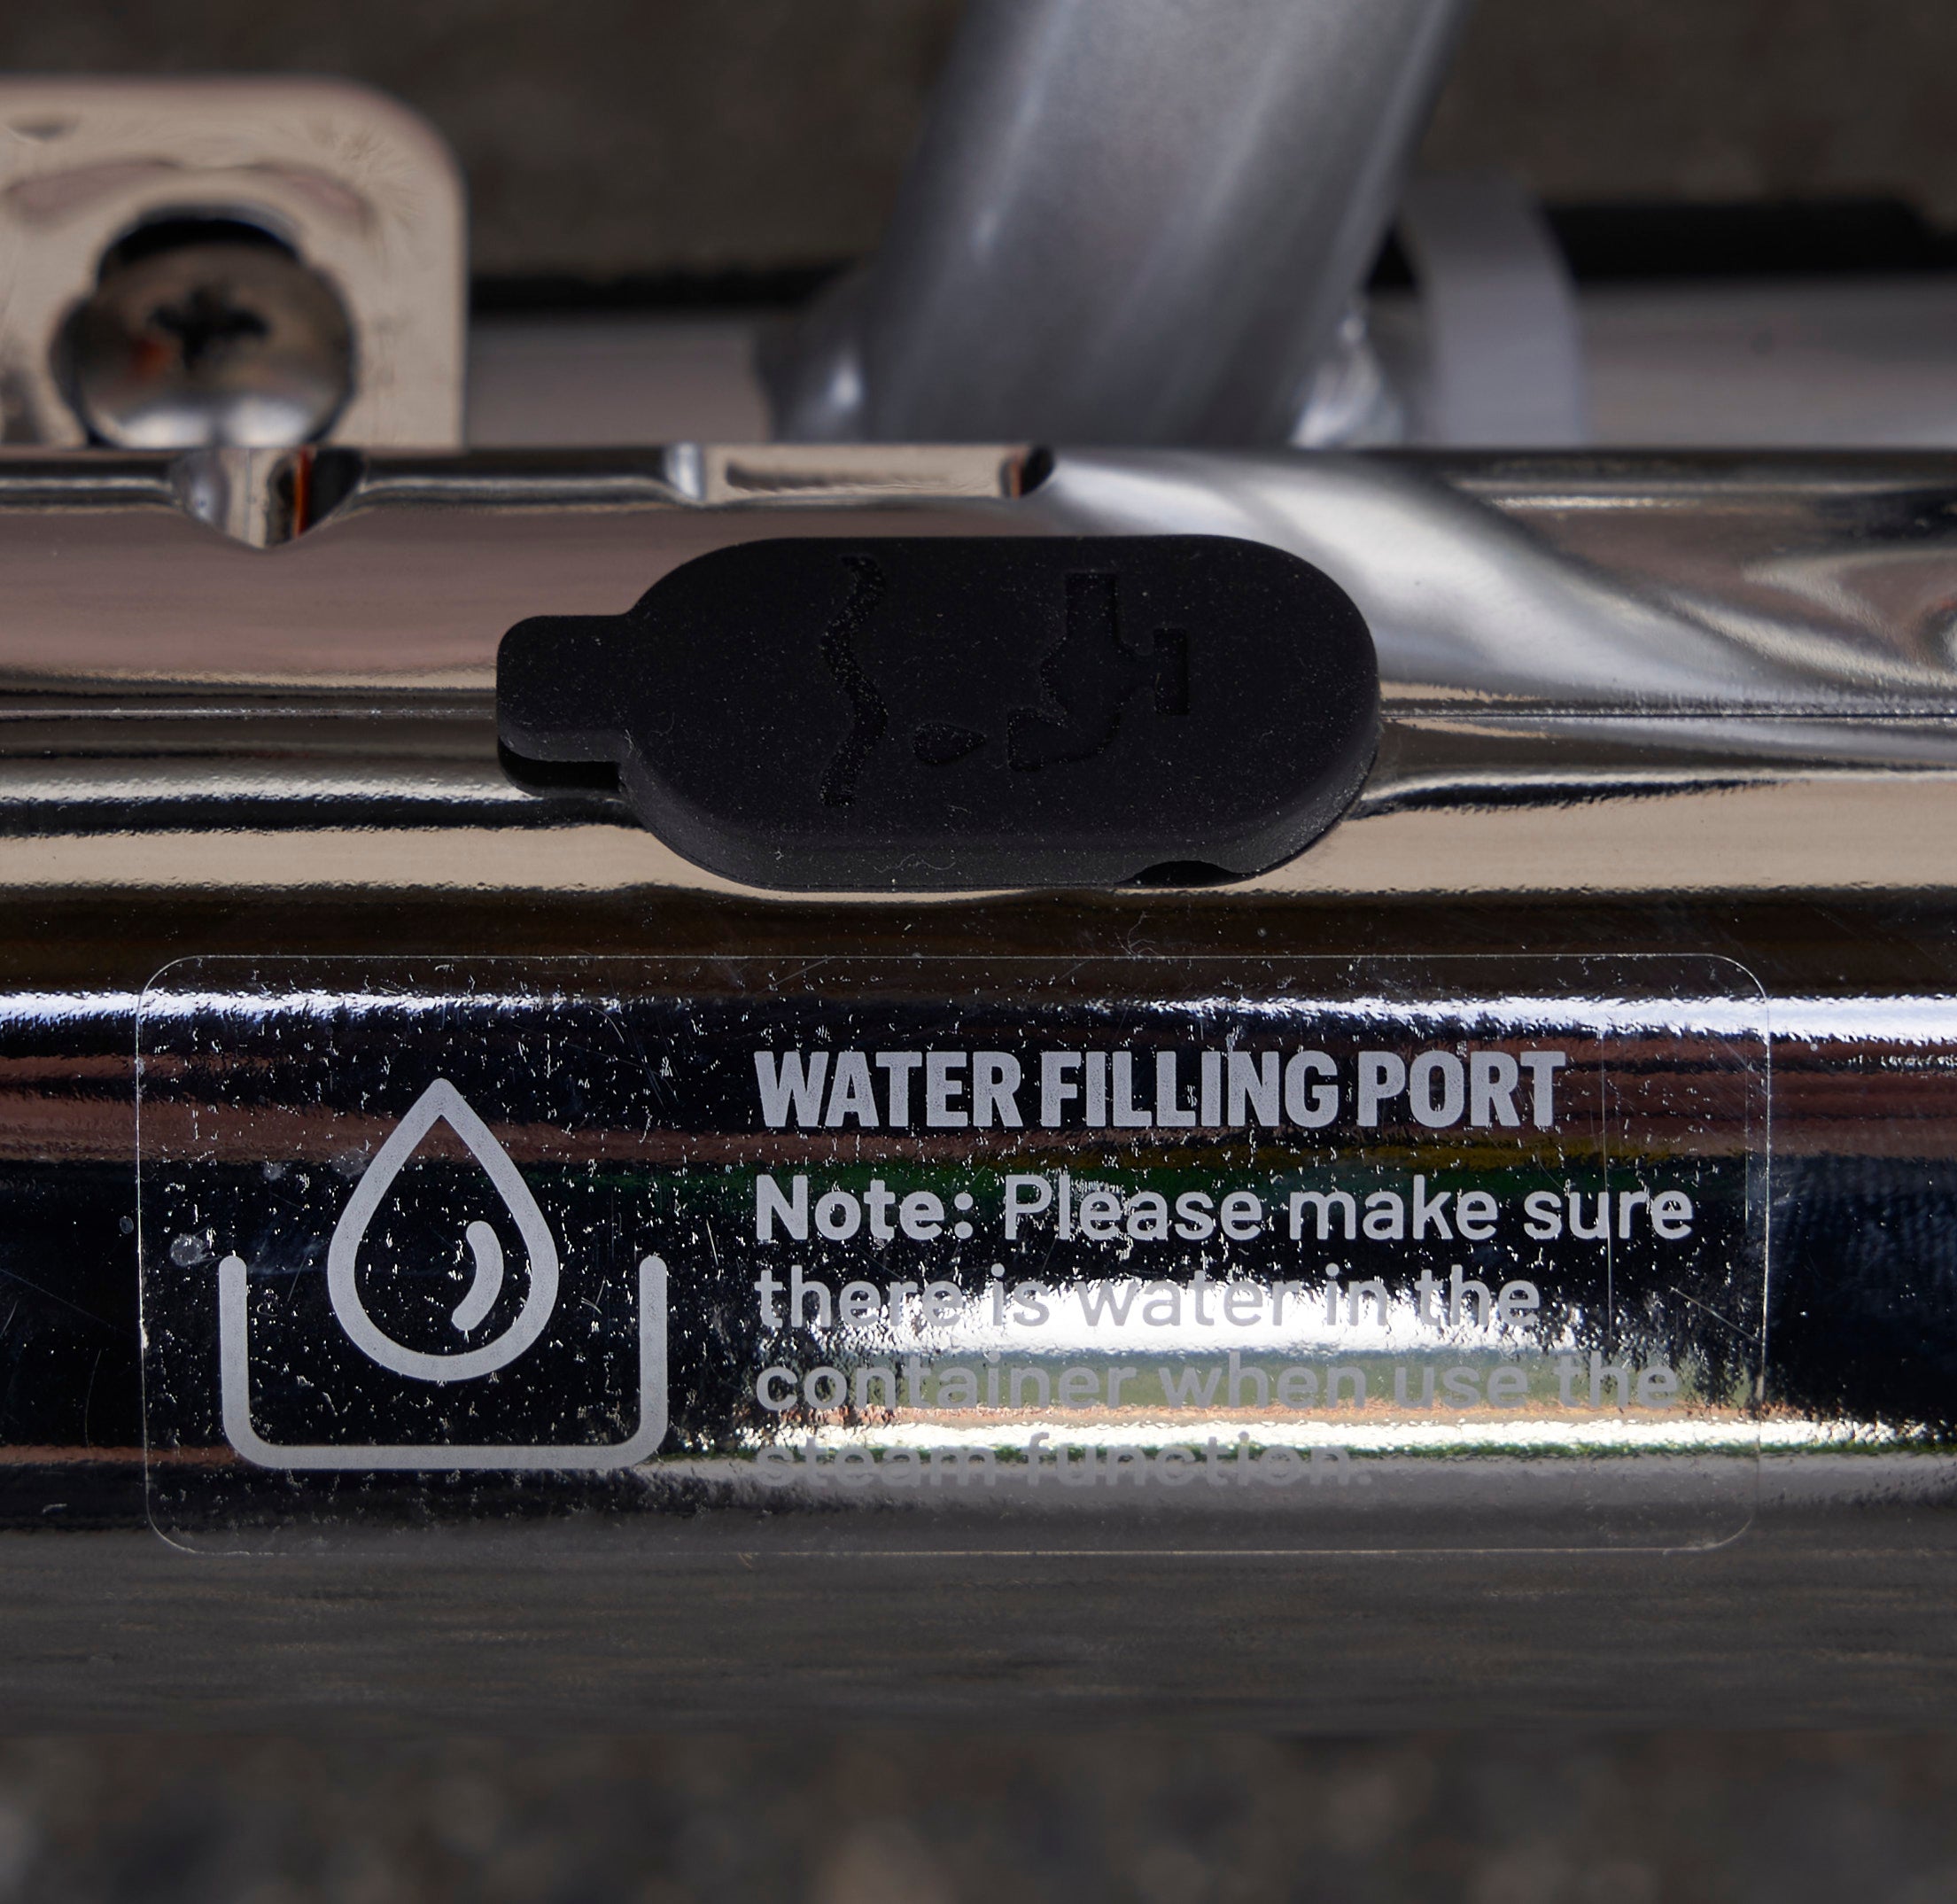 WATER FILLING PORT
Note: Please make sure
there is water in the
container when use the
steam function.